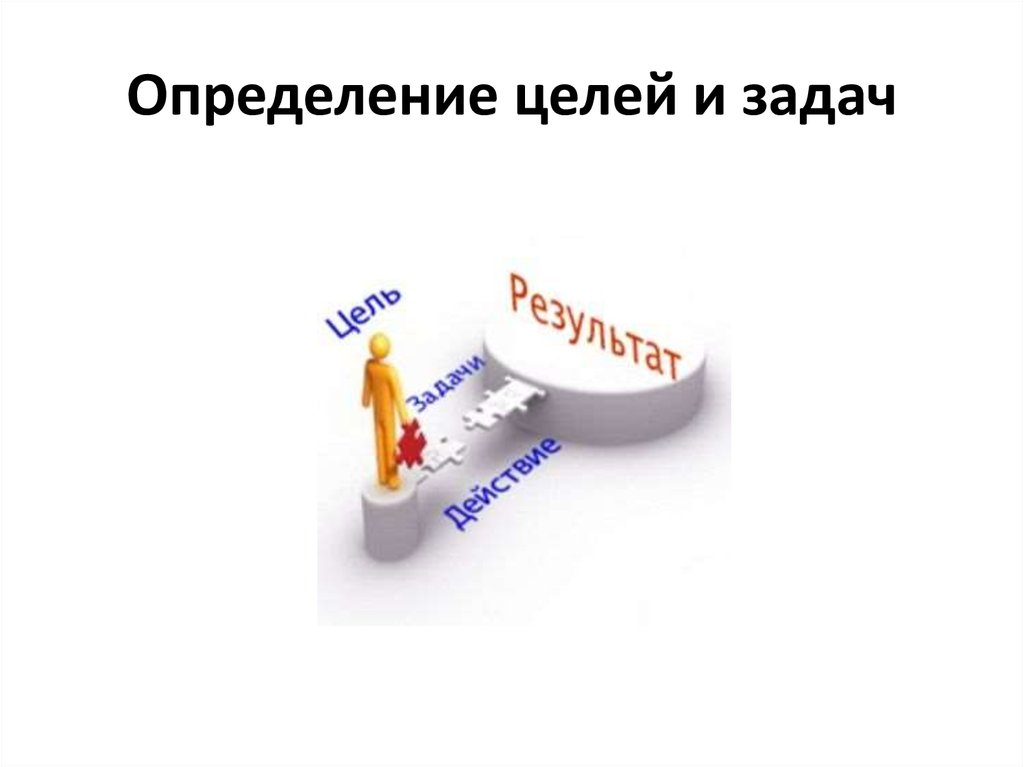 Определение целей и задач
Цель
Результат
Задачи
Действие